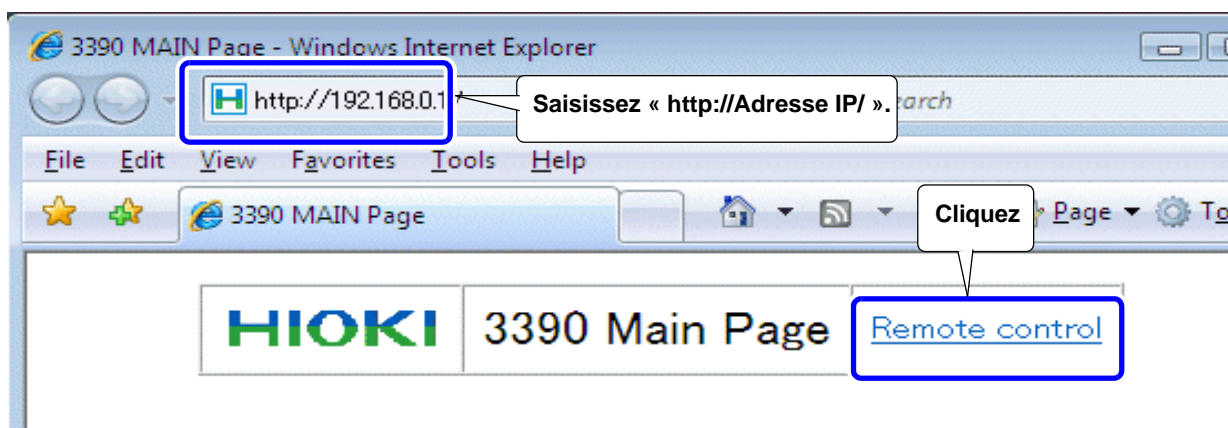 3390 MAIN Page - Windows Internet Explorer
http://192.168.0.1
Saisissez « http://Adresse IP/ ».
File Edit View Favorites Tools Help
3390 MAIN Page
Cliquez
Page
HIOKI
3390 Main Page
Remote control